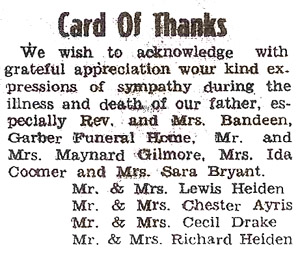 Card Of Thanks
We wish to acknowledge with
grateful appreciation wour kind ex-
pressions of sympathy during the
illness and death of our father, es-
pecially Rev. and Mrs. Bandeen,
Garber Funeral Home, Mr. and
Mrs. Maynard Gilmore, Mrs. Ida
Coomer and Mrs. Sara Bryant.
Mr. & Mrs. Lewis Heiden
Mr. & Mrs. Chester Ayris
Mr. & Mrs. Cecil Drake
Mr. & Mrs. Richard Heiden